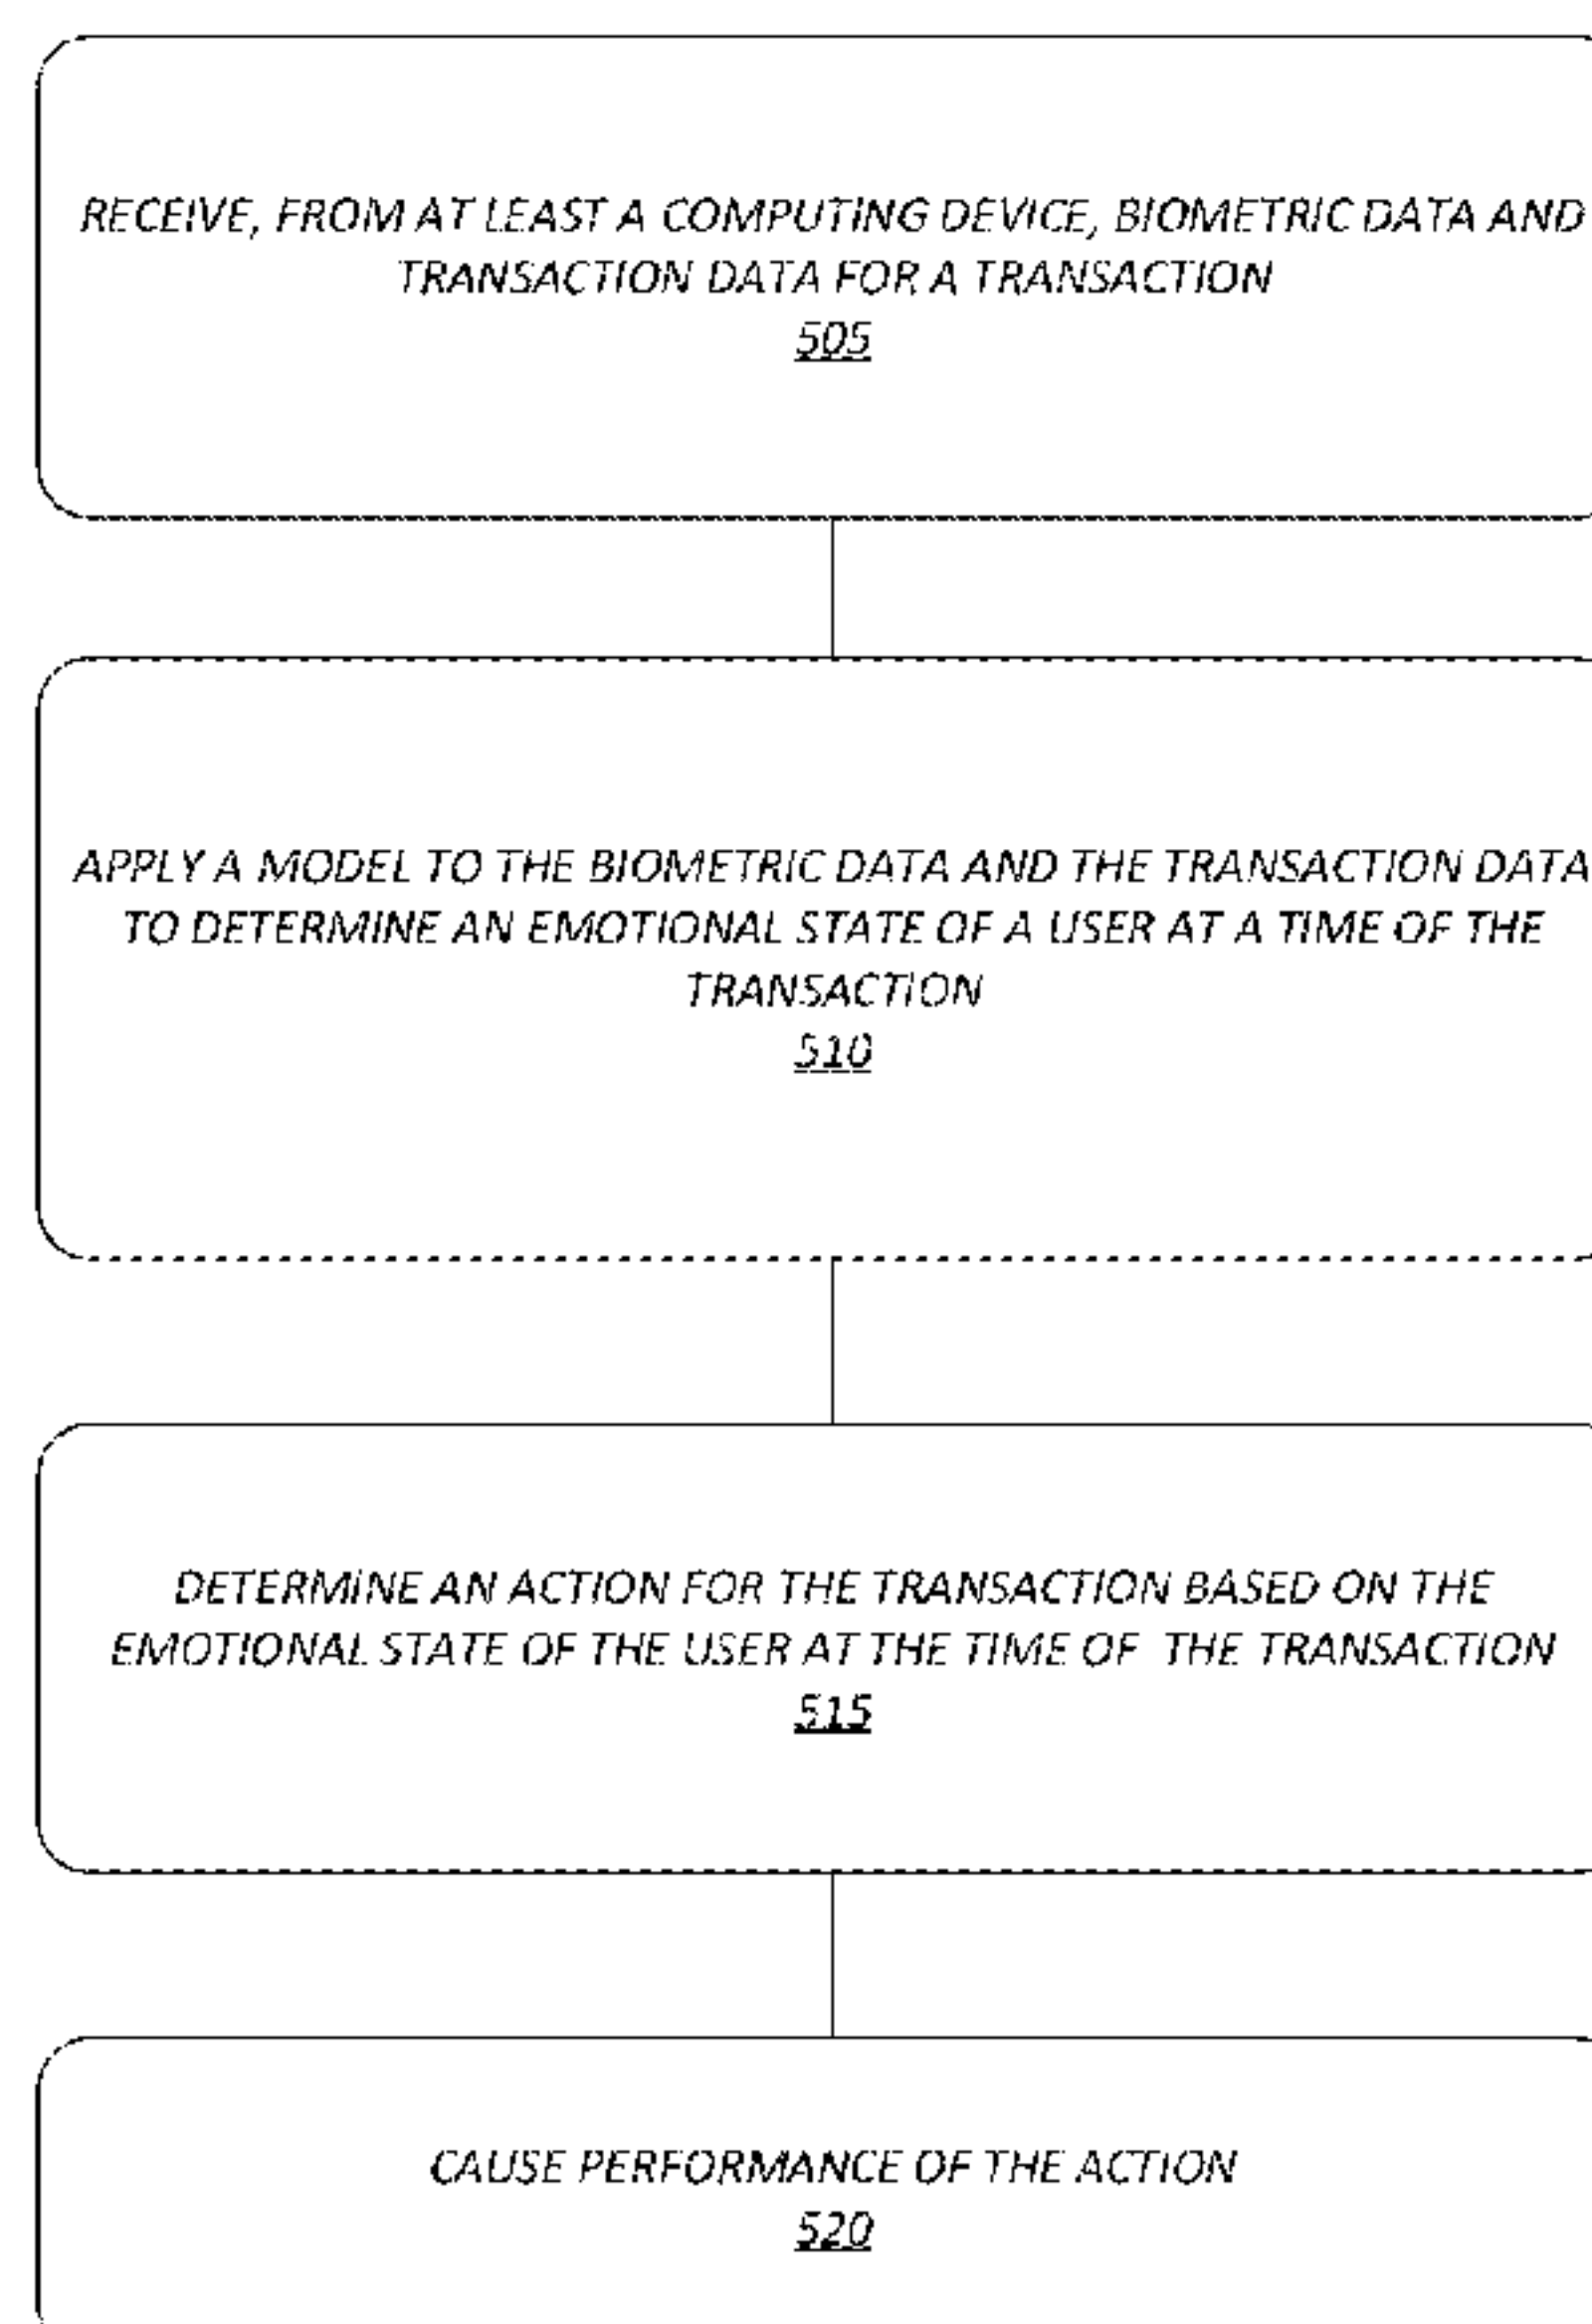 RECEIVE, FROM AT LEAST A COMPUTING DEVICE, BIOMETRIC DATA AND
TRANSACTION DATA FOR A TRANSACTION
505
APPLY A MODEL TO THE BIOMETRIC DATA AND THE TRANSACTION DATA
TO DETERMINE AN EMOTIONAL STATE OF A USER AT A TIME OF THE
TRANSACTION
510
DETERMINE AN ACTION FOR THE TRANSACTION BASED ON THE
EMOTIONAL STATE OF THE USER AT THE TIME OF THE TRANSACTION
515
CAUSE PERFORMANCE OF THE ACTION
520